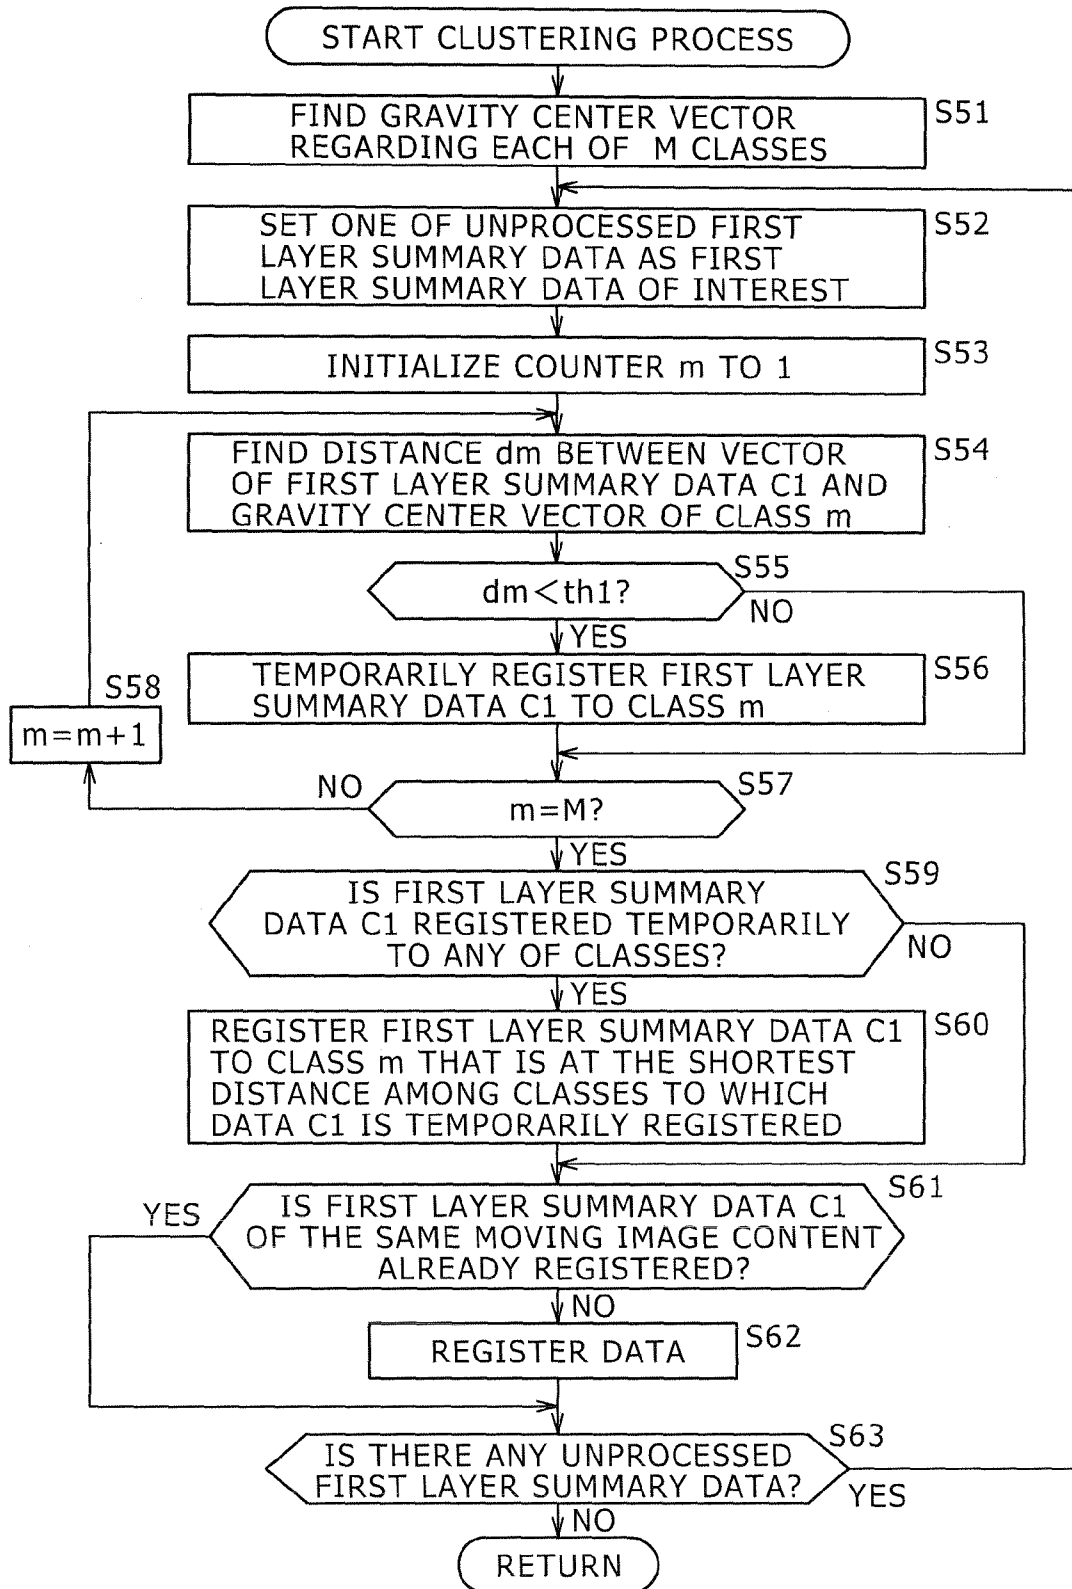 START CLUSTERING PROCESS
FIND GRAVITY CENTER VECTOR
REGARDING EACH OF M CLASSES
S51
SET ONE OF UNPROCESSED FIRST
LAYER SUMMARY DATA AS FIRST
LAYER SUMMARY DATA OF INTEREST
S52
INITIALIZE COUNTER m TO 1
S53
FIND DISTANCE dm BETWEEN VECTOR
OF FIRST LAYER SUMMARY DATA C1 AND
GRAVITY CENTER VECTOR OF CLASS m
S54
dm<th1?
S55
NO
YES
TEMPORARILY REGISTER FIRST LAYER
SUMMARY DATA C1 TO CLASS m
S56
S58
m=m+1
NO
m=M?
S57
YES
IS FIRST LAYER SUMMARY
DATA C1 REGISTERED TEMPORARILY
TO ANY OF CLASSES?
S59
NO
YES
REGISTER FIRST LAYER SUMMARY DATA C1
TO CLASS m THAT IS AT THE SHORTEST
DISTANCE AMONG CLASSES TO WHICH
DATA C1 IS TEMPORARILY REGISTERED
S60
YES
IS FIRST LAYER SUMMARY DATA C1
OF THE SAME MOVING IMAGE CONTENT
ALREADY REGISTERED?
S61
NO
REGISTER DATA
S62
IS THERE ANY UNPROCESSED
FIRST LAYER SUMMARY DATA?
S63
YES
NO
RETURN